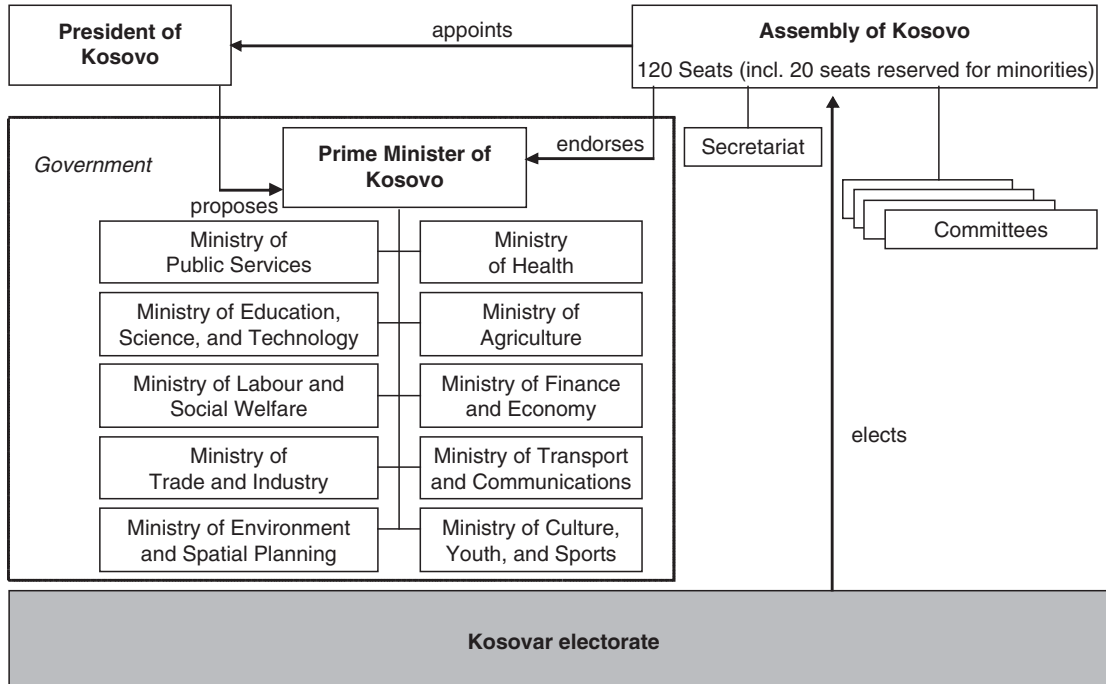 President of
Kosovo
appoints
Assembly of Kosovo
120 Seats (incl. 20 seats reserved for minorities)
Government
Prime Minister of
Kosovo
endorses
Secretariat
proposes
Committees
Ministry of
Public Services
Ministry
of Health
Ministry of Education,
Science, and Technology
Ministry of
Agriculture
Ministry of Labour and
Social Welfare
Ministry of Finance
and Economy
elects
Ministry of
Trade and Industry
Ministry of Transport
and Communications
Ministry of Environment
and Spatial Planning
Ministry of Culture,
Youth, and Sports
Kosovar electorate